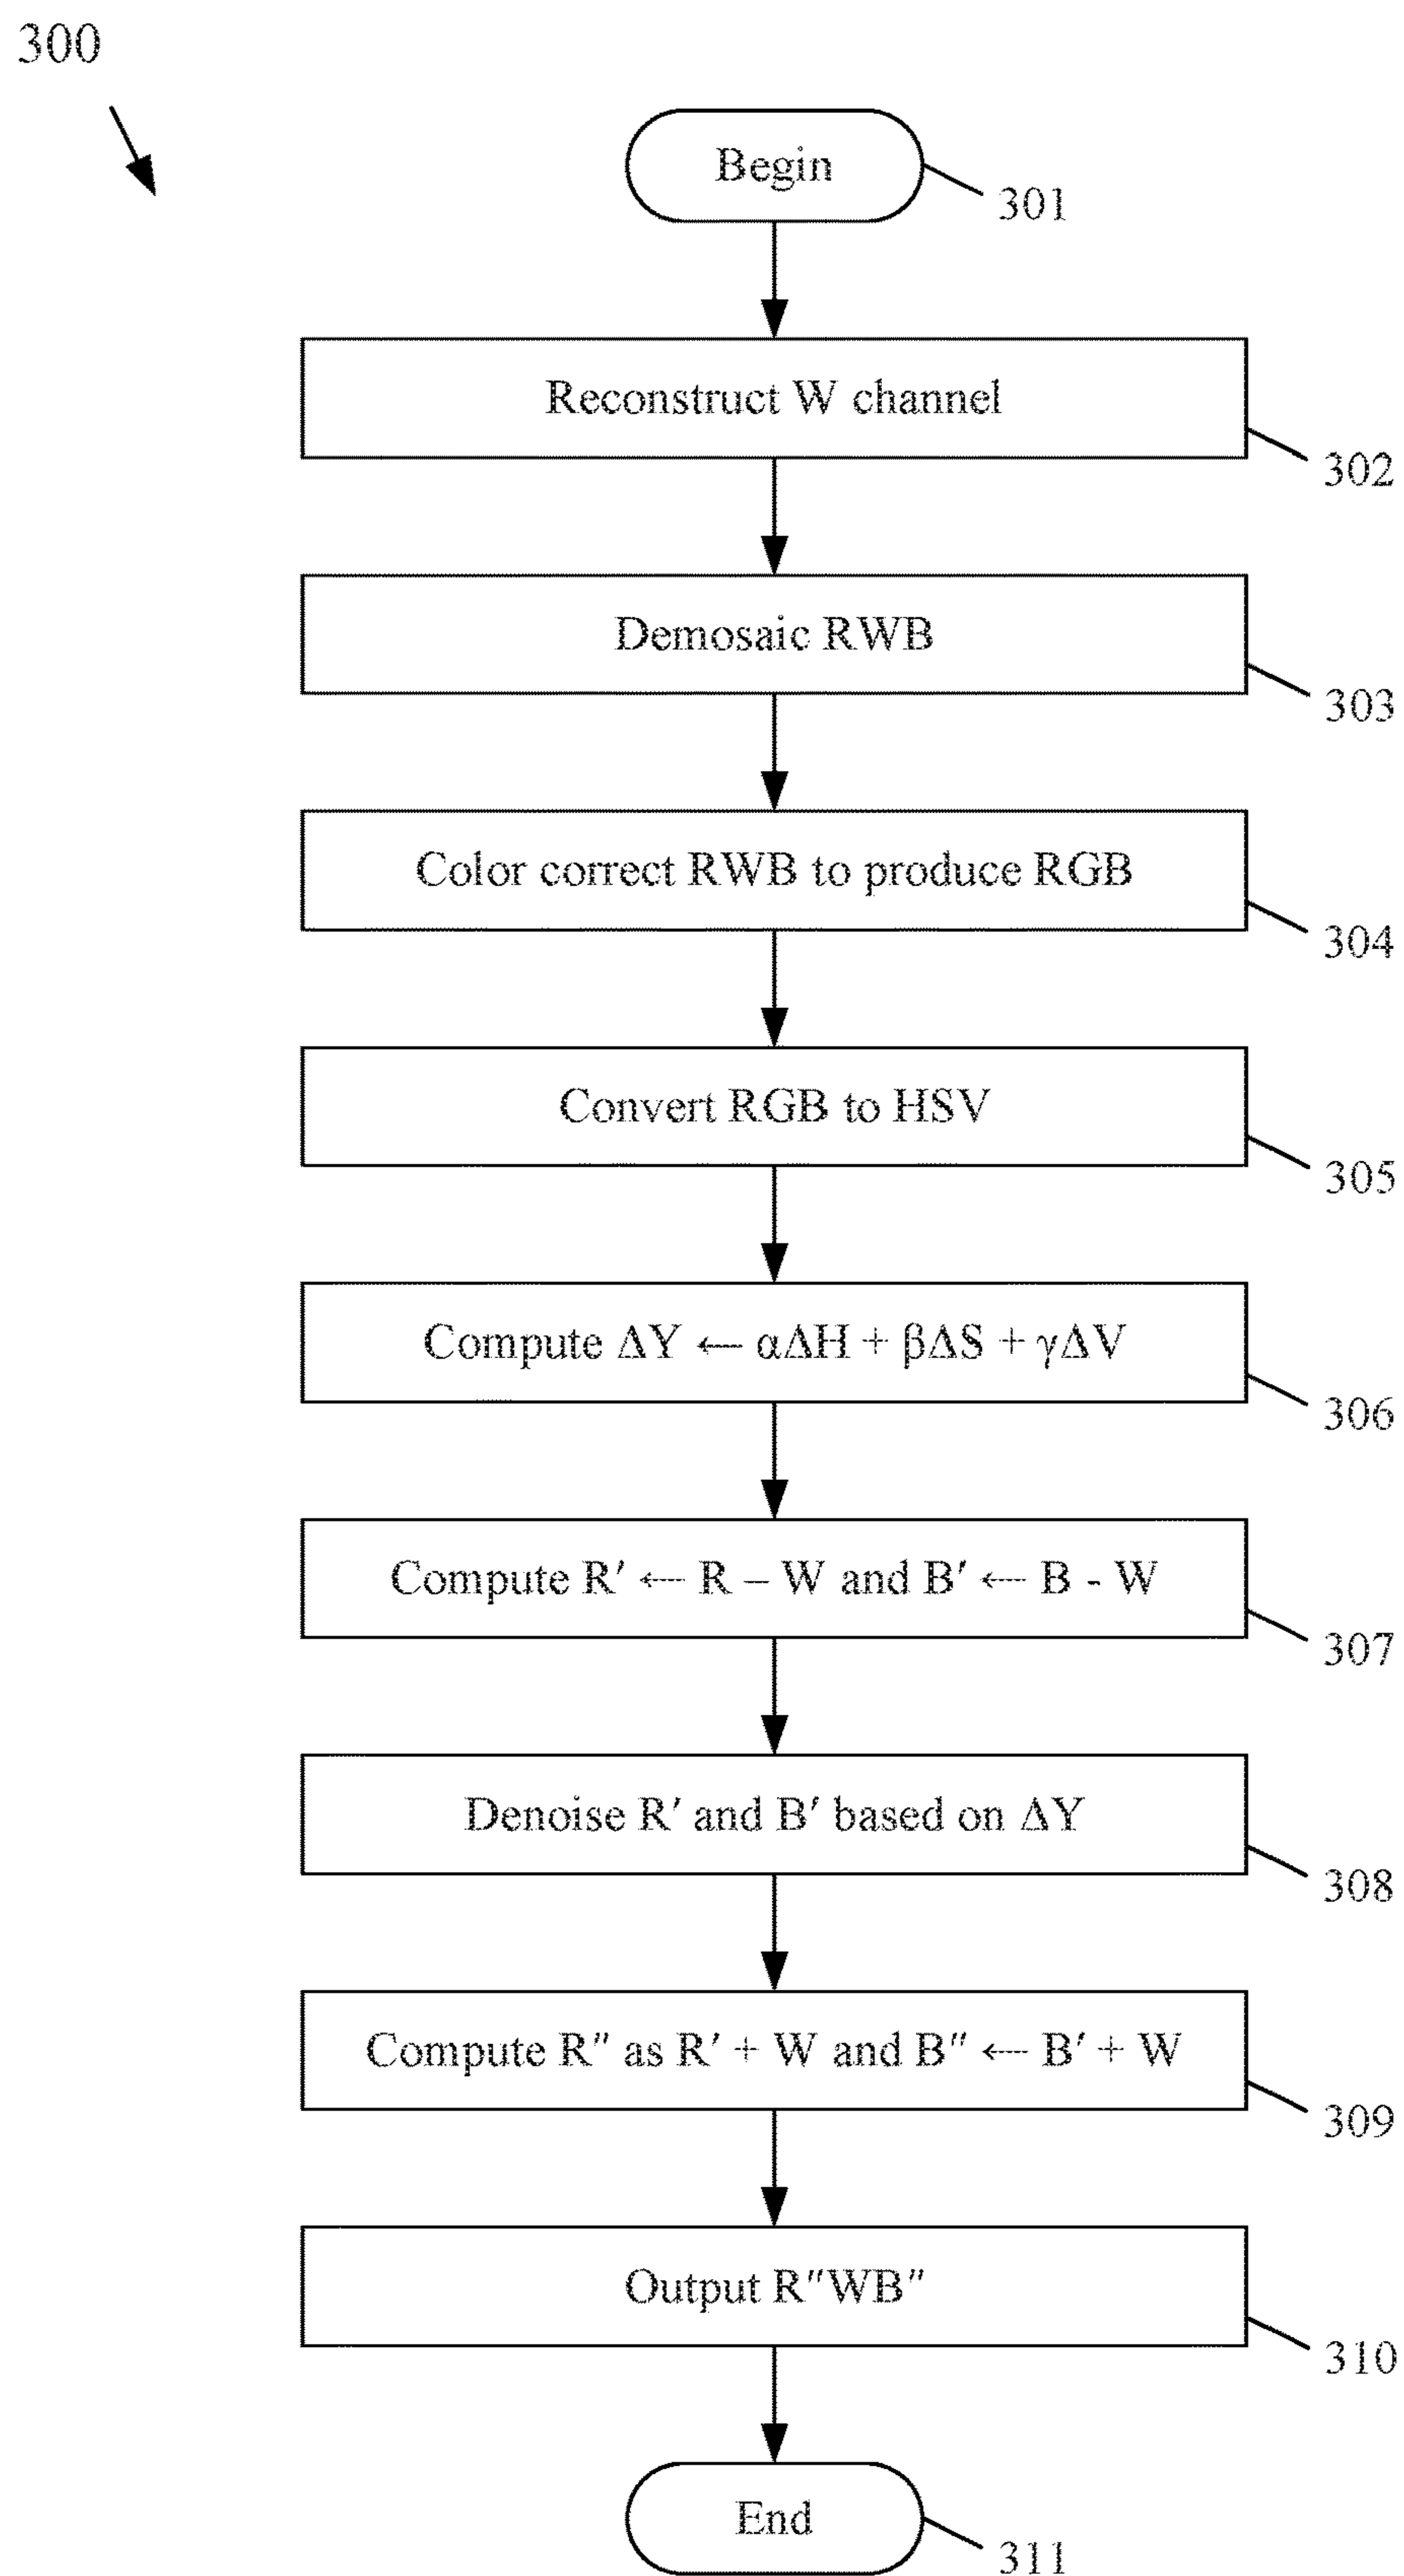 300
Begin
301
Reconstruct W channel
302
Demosaic RWB
303
Color correct RWB to produce RGB
304
Convert RGB to HSV
305
Compute ΔY ← αΔH + βΔS + γΔV
306
Compute R′ ← R – W and B′ ← B - W
307
Denoise R′ and B′ based on ΔY
308
Compute R″ as R′ + W and B″ ← B′ + W
309
Output R″WB″
310
End
311